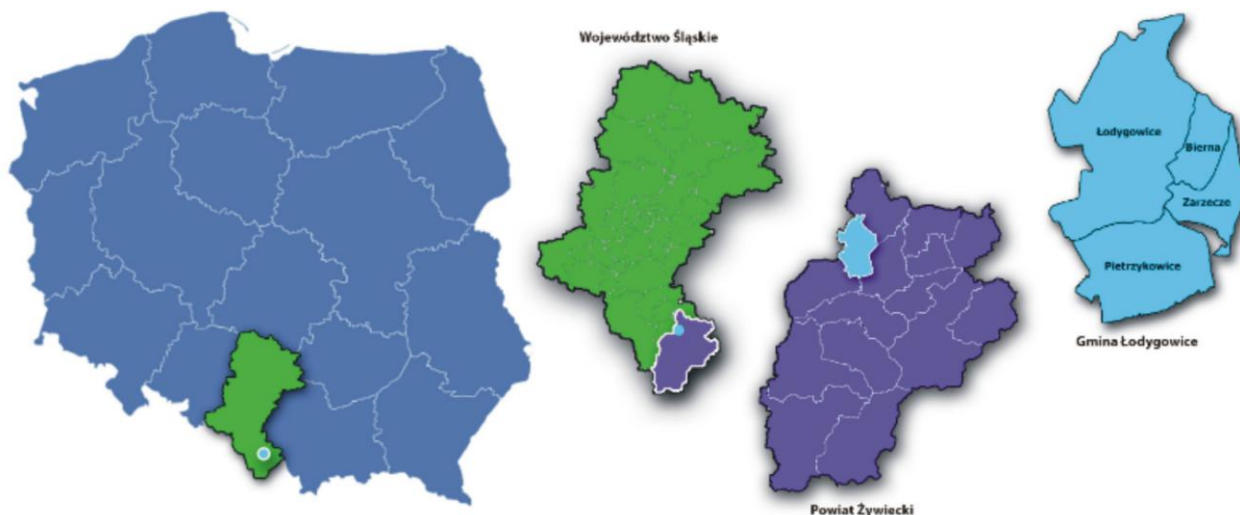 Województwo Śląskie
Łodygowice
Bierna
Zarzecze
Pietrzykowice
Gmina Łodygowice
Powiat Żywiecki